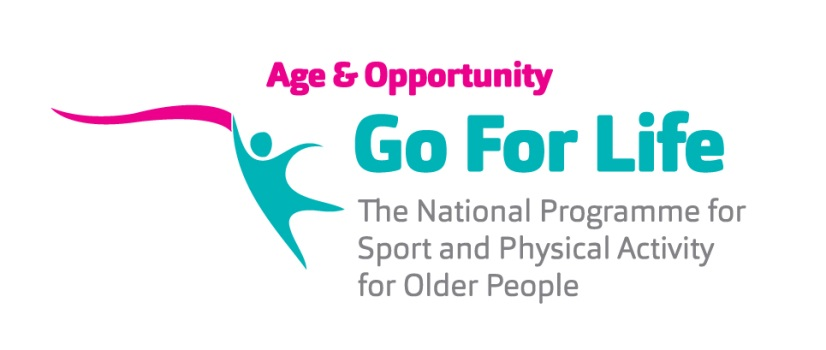 Age & Opportunity
Go For Life
The National Programme for
Sport and Physical Activity
for Older People